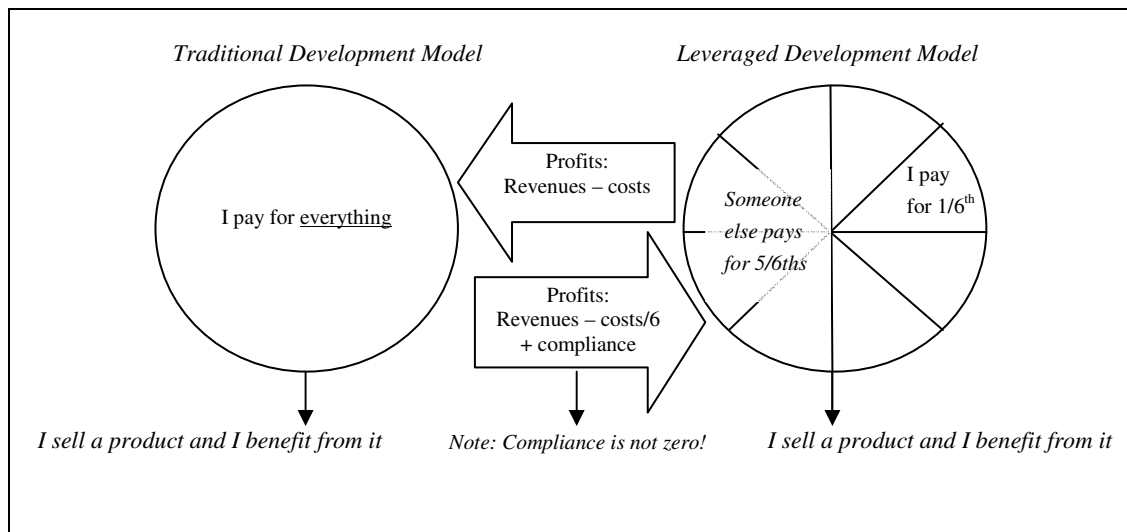 Traditional Development Model
Leveraged Development Model
I pay for everything
Profits:
Revenues – costs
I pay
for 1/6th
Someone
else pays
for 5/6ths
Profits:
Revenues – costs/6
+ compliance
I sell a product and I benefit from it
Note: Compliance is not zero!
I sell a product and I benefit from it